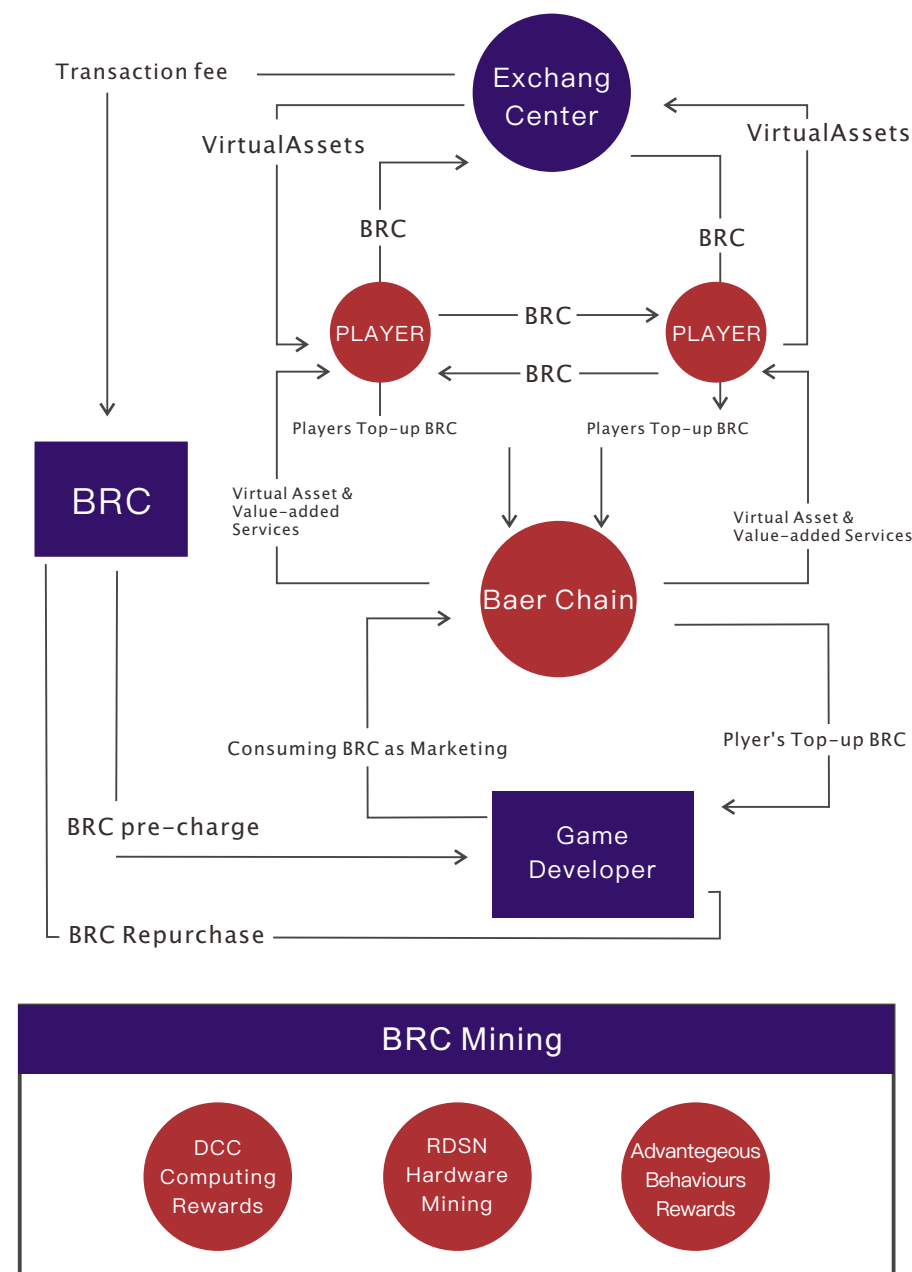 Transaction fee
Exchang
Center
VirtualAssets
VirtualAssets
BRC
BRC
PLAYER
BRC
PLAYER
BRC
Players Top-up BRC
Players Top-up BRC
BRC
Virtual Asset &
Value-added
Services
Virtual Asset &
Value-added Services
Baer Chain
Consuming BRC as Marketing
Plyer's Top-up BRC
BRC pre-charge
Game
Developer
BRC Repurchase
BRC Mining
DCC
Computing
Rewards
RDSN
Hardware
Mining
Advantegeous
Behaviours
Rewards